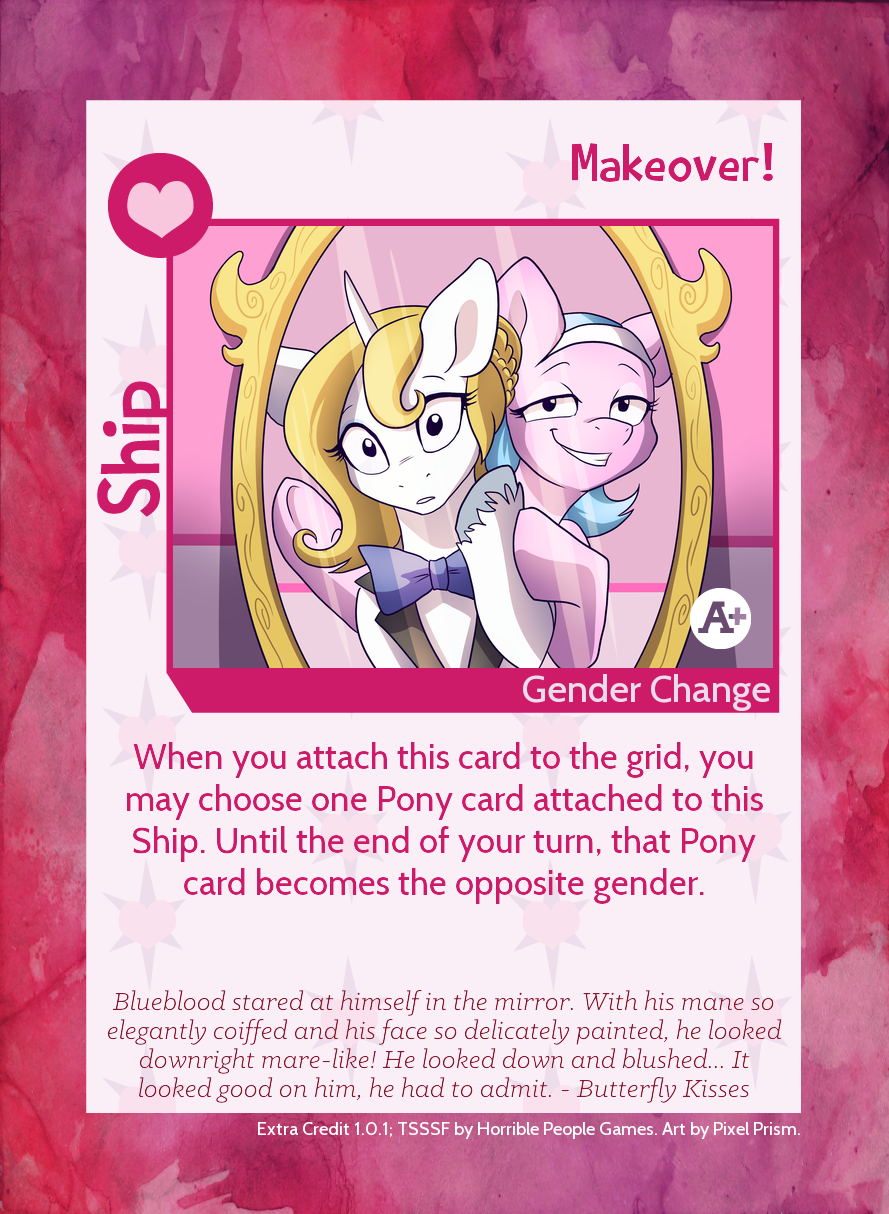 Makeover!
Ship
A+
Gender Change
When you attach this card to the grid, you
may choose one Pony card attached to this
Ship. Until the end of your turn, that Pony
card becomes the opposite gender.
Blueblood stared at himself in the mirror. With his mane so
elegantly coiffed and his face so delicately painted, he looked
downright mare-like! He looked down and blushed... It
looked good on him, he had to admit. - Butterfly Kisses
Extra Credit 1.0.1; TSSSF by Horrible People Games. Art by Pixel Prism.